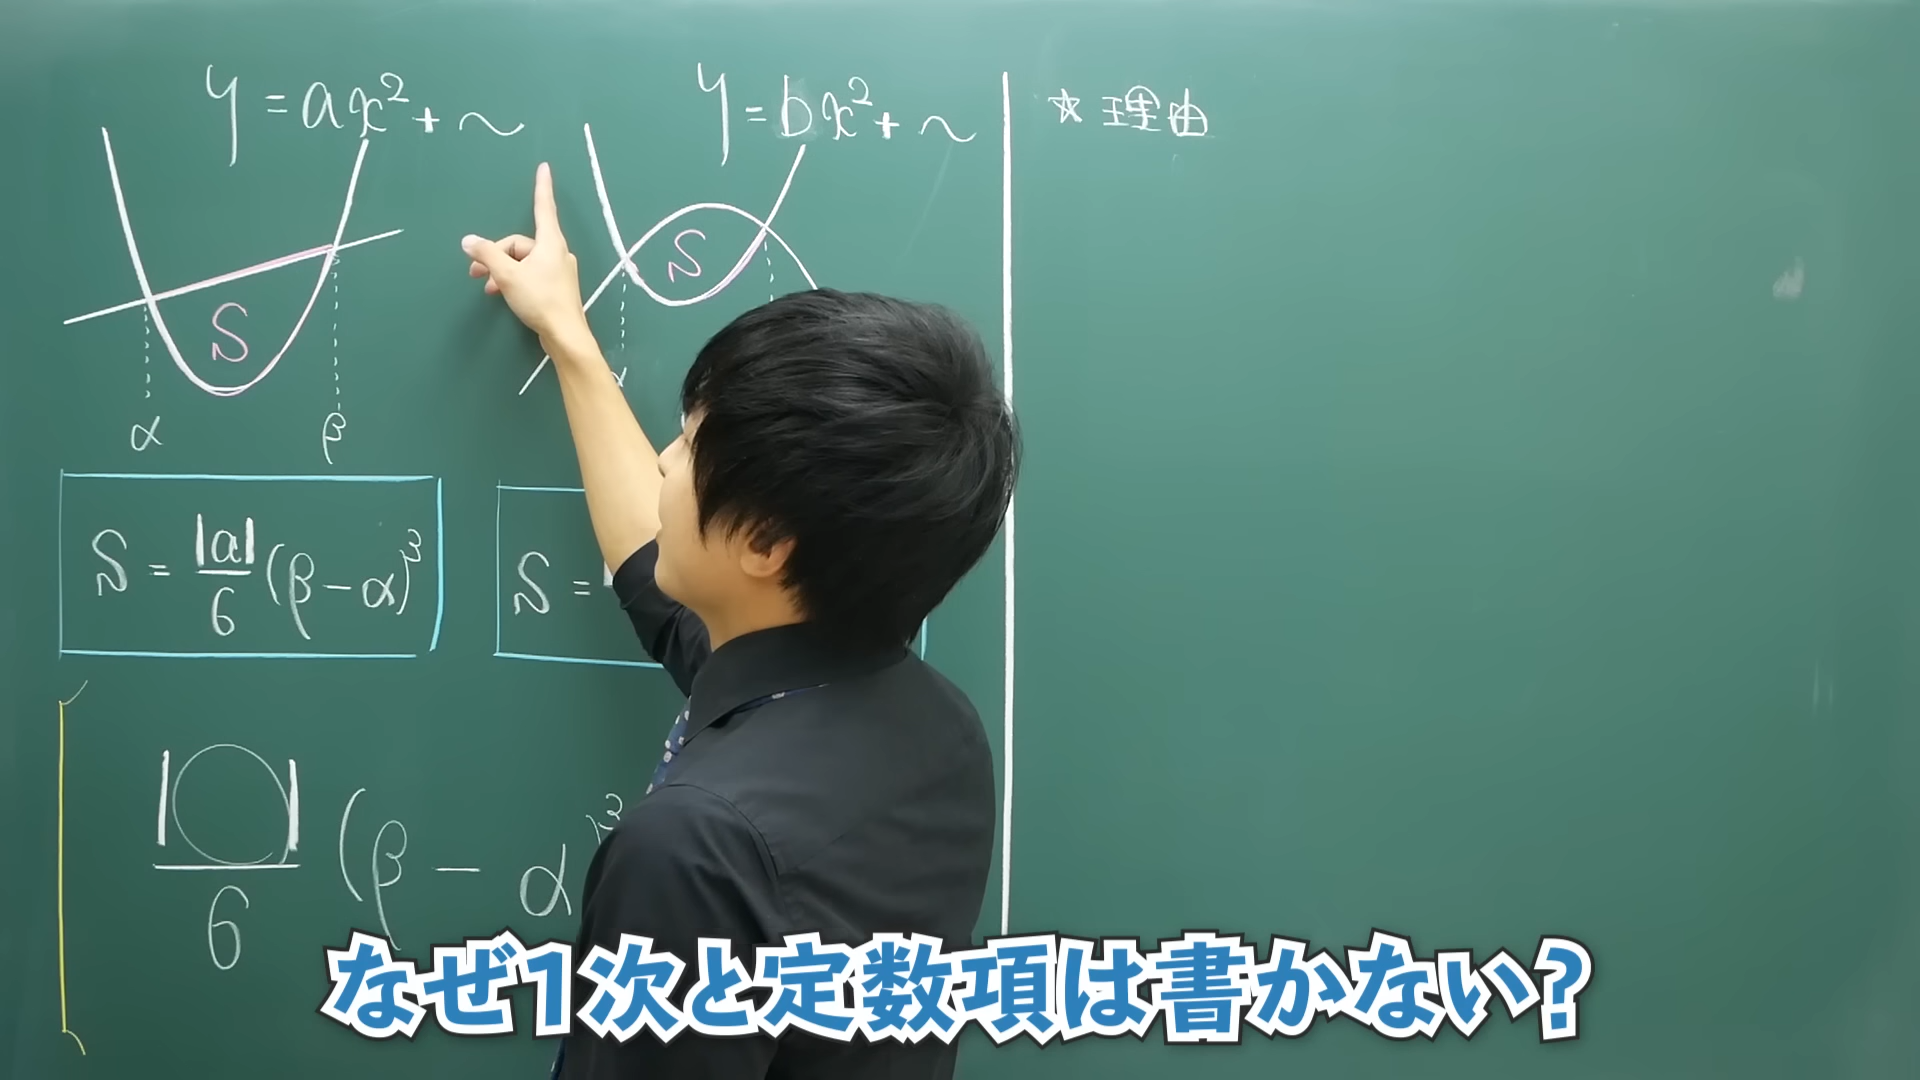 y = ax² + ~
y = bx² + ~
S
α
β
S
α
S = |a|/6 (β − α)³
S =
|○|/6 (β − α)³
☆ 理由
なぜ1次と定数項は書かない?